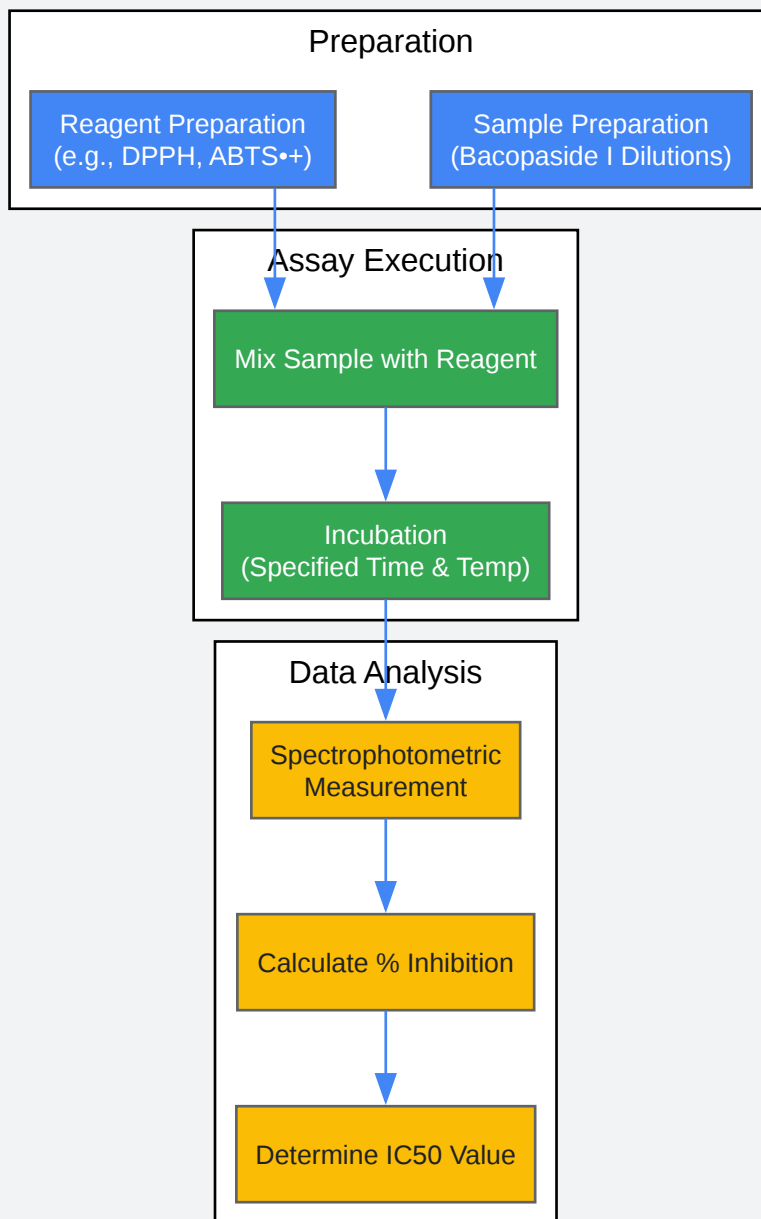 Preparation
Reagent Preparation
(e.g., DPPH, ABTS•+)
Sample Preparation
(Bacopaside I Dilutions)
Assay Execution
Mix Sample with Reagent
Incubation
(Specified Time & Temp)
Data Analysis
Spectrophotometric
Measurement
Calculate % Inhibition
Determine IC50 Value